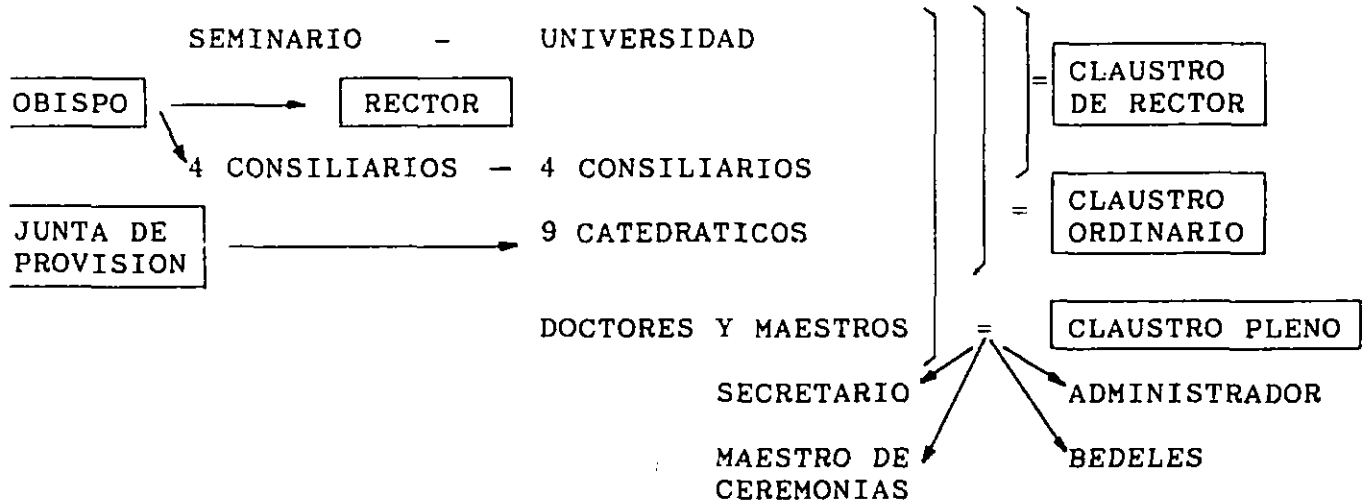 SEMINARIO - UNIVERSIDAD
OBISPO
RECTOR
= CLAUSTRO
DE RECTOR
4 CONSILIARIOS - 4 CONSILIARIOS
JUNTA DE
PROVISION
9 CATEDRATICOS
= CLAUSTRO
ORDINARIO
DOCTORES Y MAESTROS = CLAUSTRO PLENO
SECRETARIO
ADMINISTRADOR
MAESTRO DE
CEREMONIAS
BEDELES